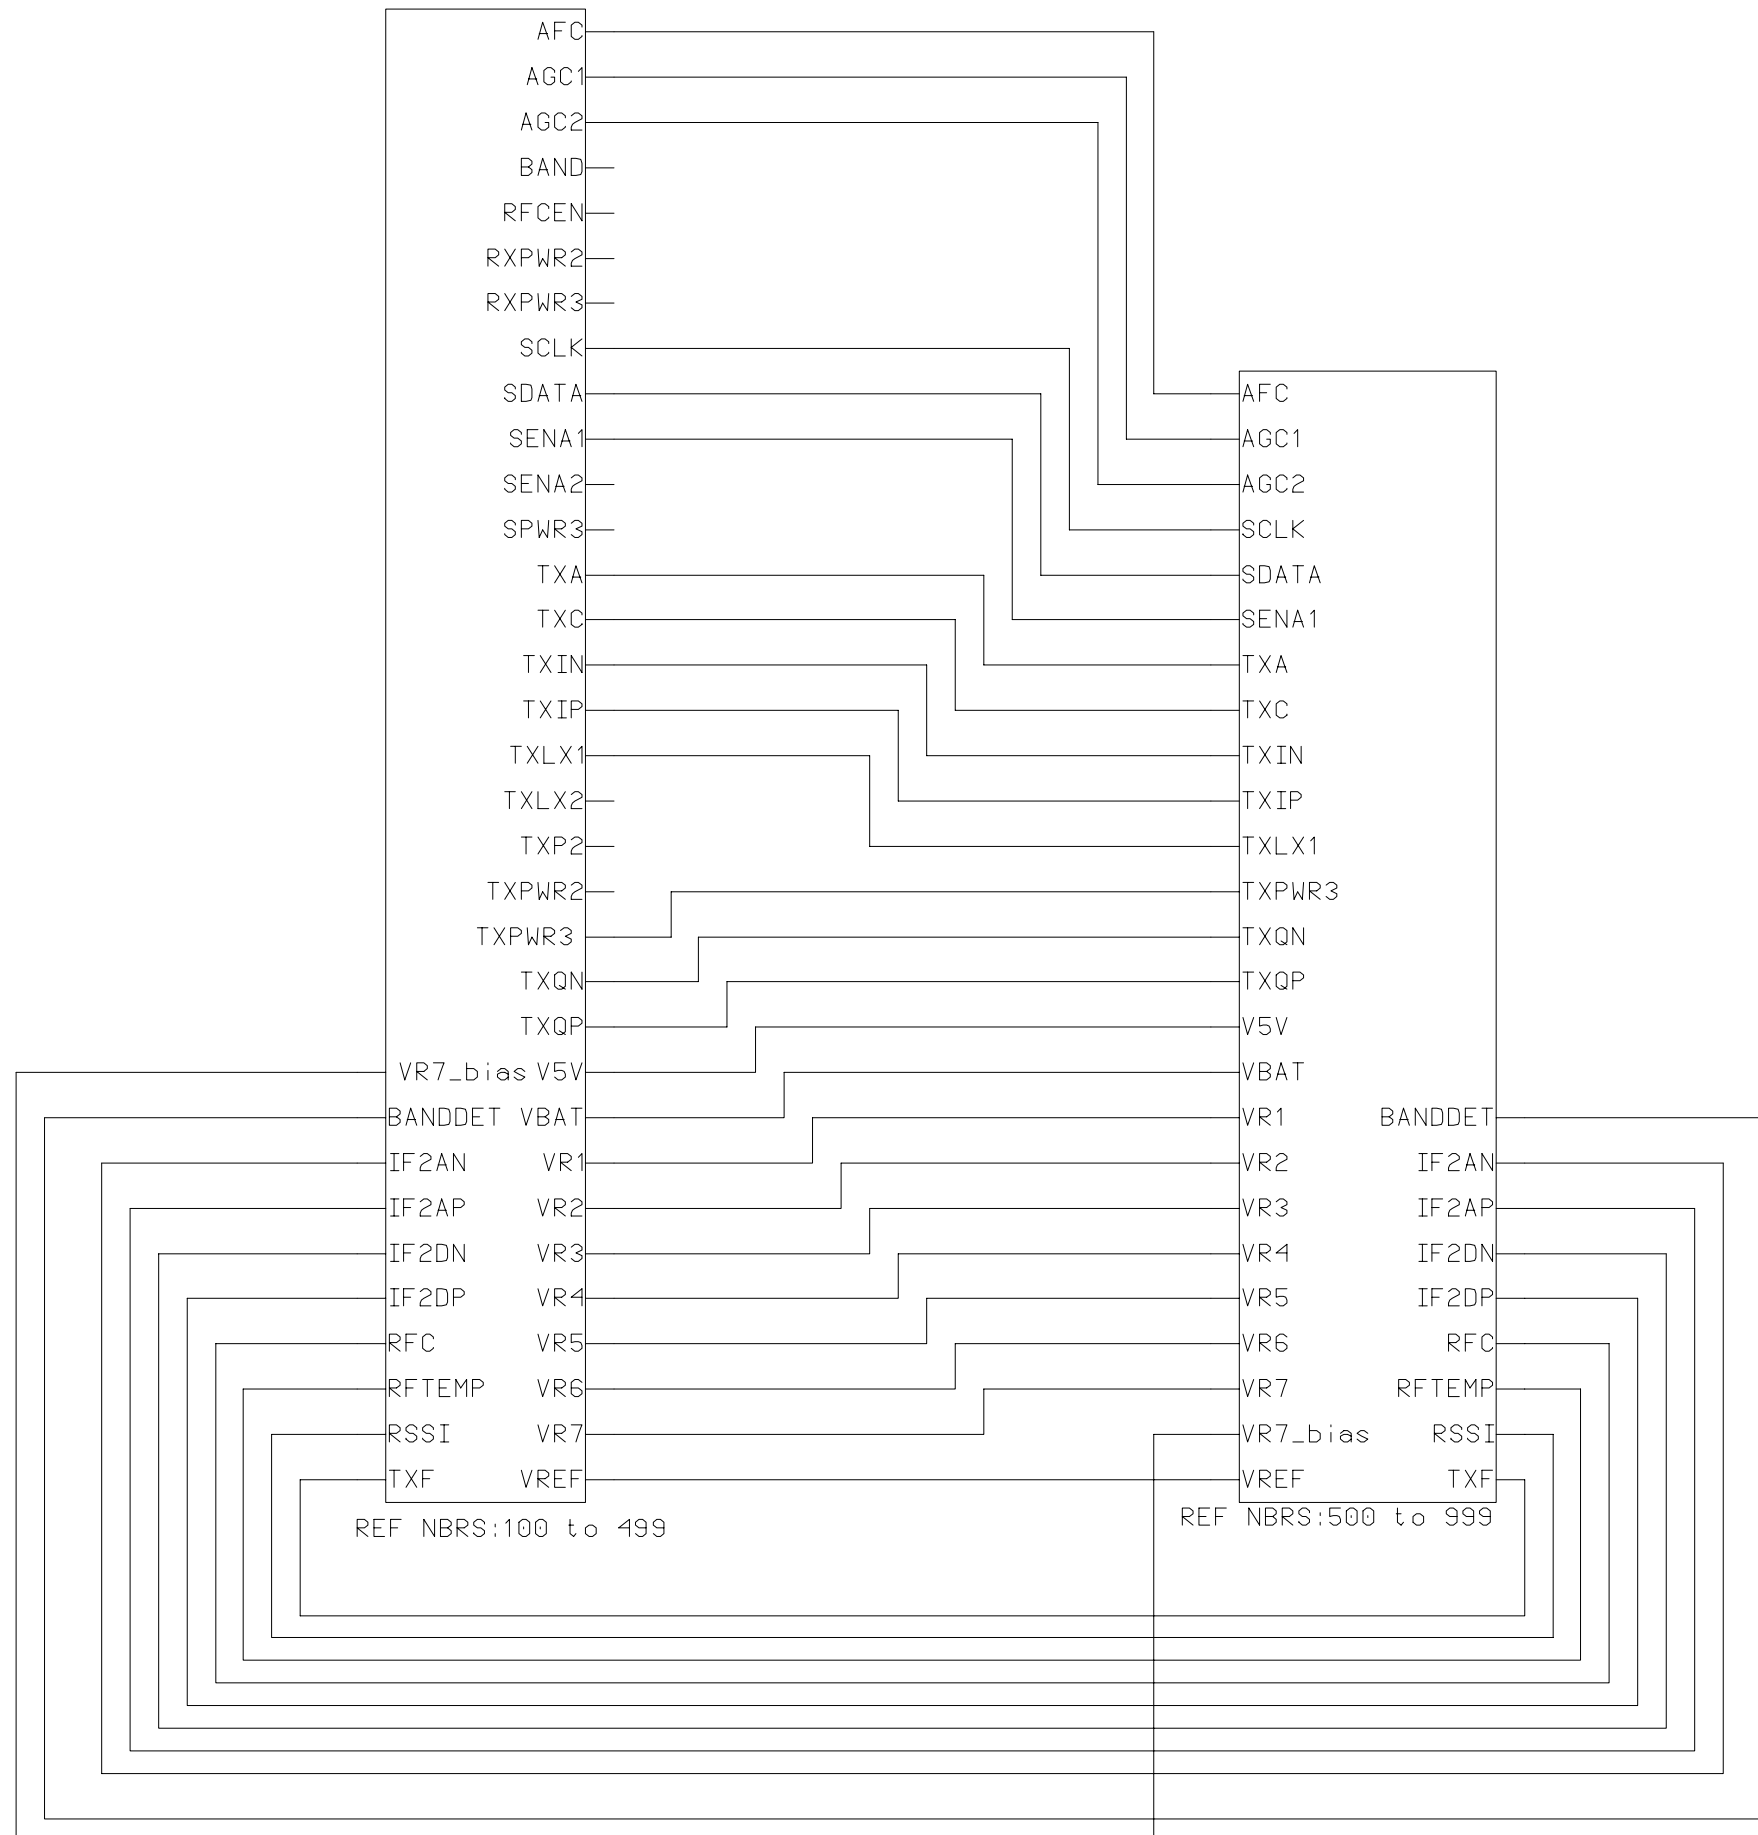 AFC
AGC1
AGC2
BAND
RFCEN
RXPWR2
RXPWR3
SCLK
SDATA
SENA1
SENA2
SPWR3
TXA
TXC
TXIN
TXIP
TXLX1
TXLX2
TXP2
TXPWR2
TXPWR3
TXQN
TXQP
VR7_bias V5V
BANDDET VBAT
IF2AN VR1
IF2AP VR2
IF2DN VR3
IF2DP VR4
RFC VR5
RFTEMP VR6
RSSI VR7
TXF VREF
REF NBRS:100 to 499
AFC
AGC1
AGC2
SCLK
SDATA
SENA1
TXA
TXC
TXIN
TXIP
TXLX1
TXPWR3
TXQN
TXQP
V5V
VBAT
VR1 BANDDET
VR2 IF2AN
VR3 IF2AP
VR4 IF2DN
VR5 IF2DP
VR6 RFC
VR7 RFTEMP
VR7_bias RSSI
VREF TXF
REF NBRS:500 to 999